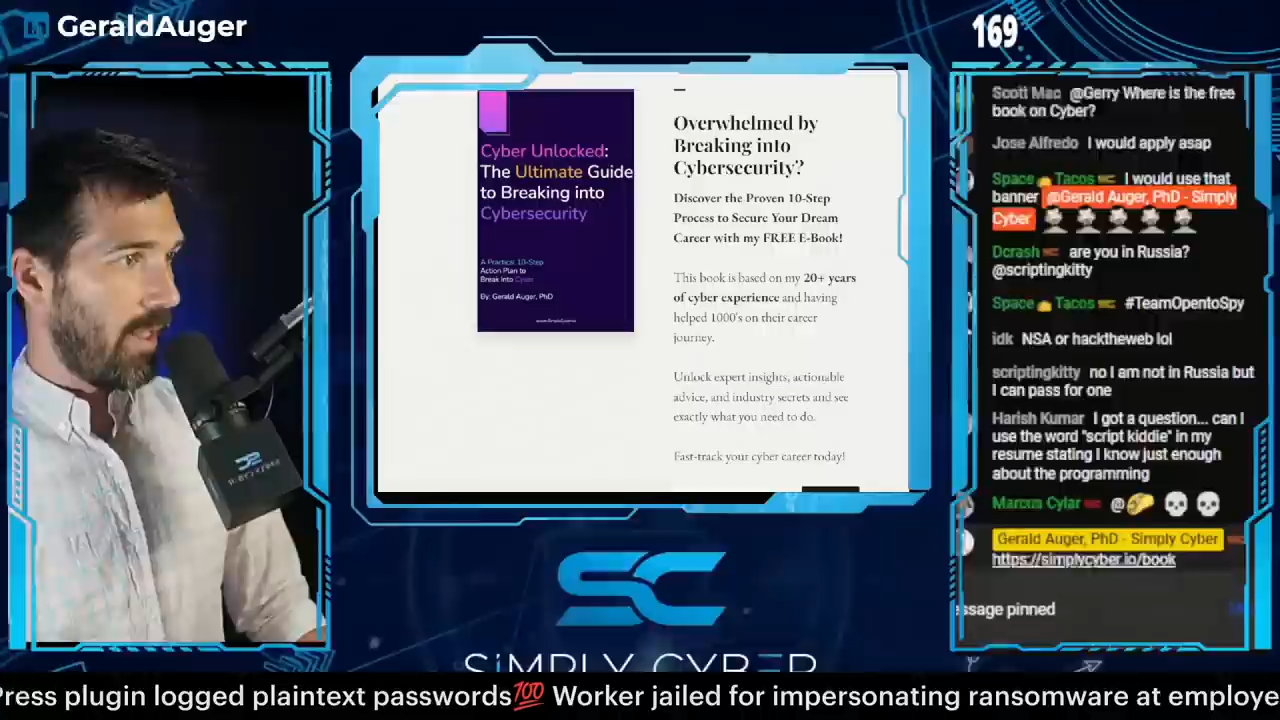 GeraldAuger
169
Cyber Unlocked:
The Ultimate Guide
to Breaking into
Cybersecurity
A Practical 10-Step
Action Plan to
Break into Cyber
By: Gerald Auger, PhD
Overwhelmed by
Breaking into
Cybersecurity?
Discover the Proven 10-Step
Process to Secure Your Dream
Career with my FREE E-Book!
This book is based on my 20+ years
of cyber experience and having
helped 1000's on their career
journey.
Unlock expert insights, actionable
advice, and industry secrets and see
exactly what you need to do.
Fast-track your cyber career today!
Scott Mac @Gerry Where is the free
book on Cyber?
Jose Alfredo I would apply asap
Space 🌮 Tacos I would use that
banner @Gerald Auger, PhD - Simply
Cyber
Dcrash are you in Russia?
@scriptingkitty
Space 🌮 Tacos #TeamOpentoSpy
idk NSA or hacktheweb lol
scriptingkitty no I am not in Russia but
I can pass for one
Harish Kumar I got a question... can I
use the word "script kiddie" in my
resume stating I know just enough
about the programming
Marcus Cylar @🌮 💀 💀
Gerald Auger, PhD - Simply Cyber
https://simplycyber.io/book
essage pinned
SC
SIMPLY CYBER
Press plugin logged plaintext passwords💯 Worker jailed for impersonating ransomware at employe